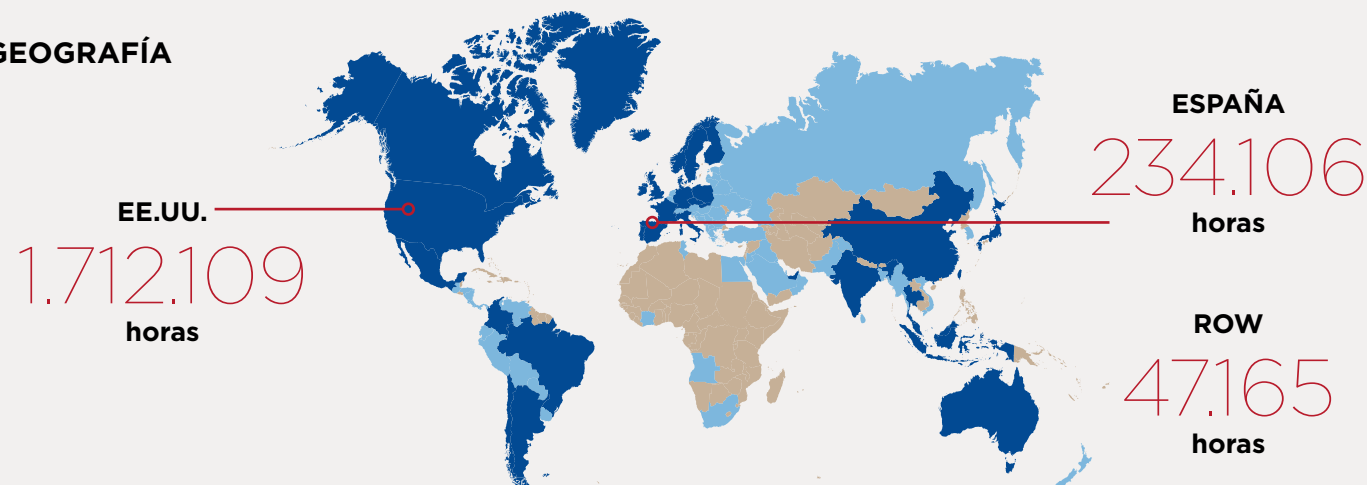 GEOGRAFÍA
EE.UU.
1.712.109
horas
ESPAÑA
234.106
horas
ROW
47.165
horas